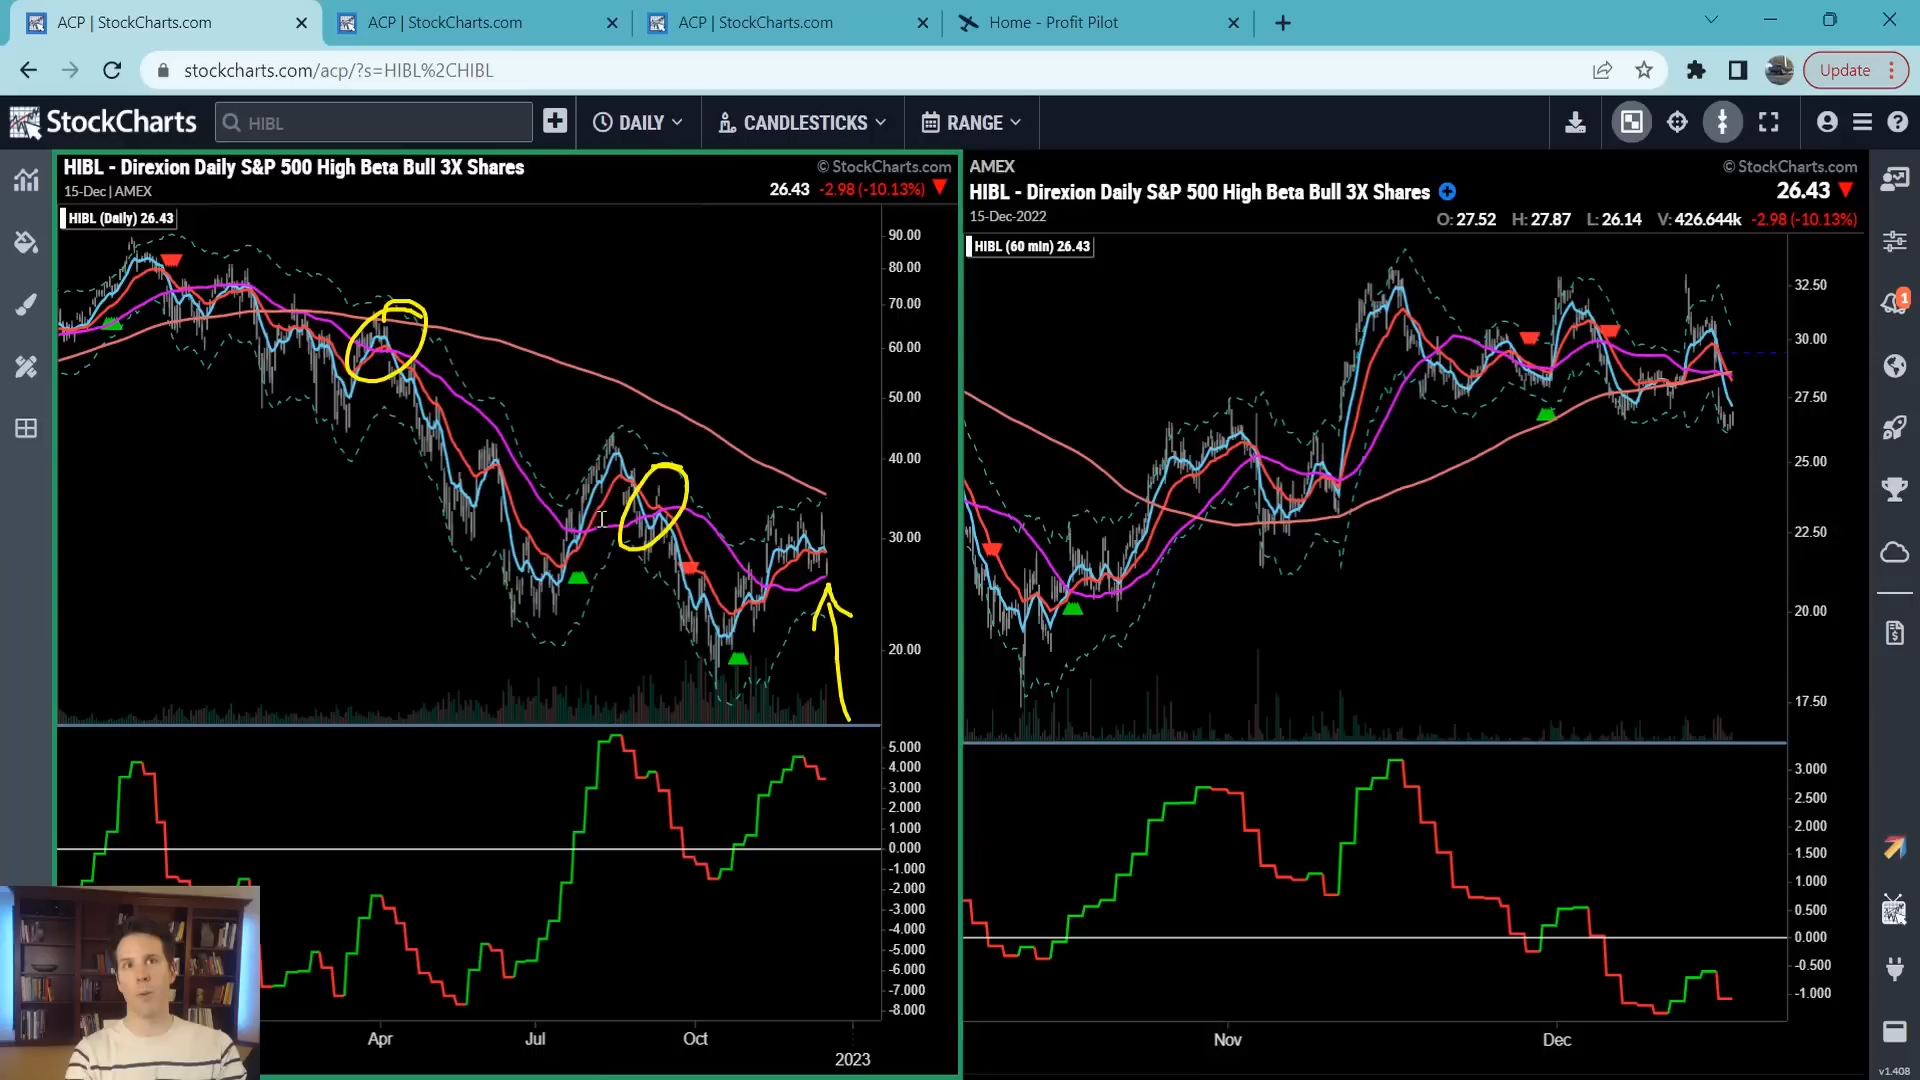 ACP | StockCharts.com
ACP | StockCharts.com
ACP | StockCharts.com
Home - Profit Pilot
stockcharts.com/acp/?s=HIBL%2CHIBL
Update
StockCharts
HIBL
DAILY
CANDLESTICKS
RANGE
1
HIBL - Direxion Daily S&P 500 High Beta Bull 3X Shares
© StockCharts.com
15-Dec | AMEX
26.43 -2.98 (-10.13%)
HIBL (Daily) 26.43
90.00
80.00
70.00
60.00
50.00
40.00
30.00
20.00
5.000
4.000
3.000
2.000
1.000
0.000
-1.000
-2.000
-3.000
-4.000
-5.000
-6.000
-7.000
-8.000
Apr
Jul
Oct
2023
AMEX
© StockCharts.com
HIBL - Direxion Daily S&P 500 High Beta Bull 3X Shares
26.43
15-Dec-2022
O: 27.52 H: 27.87 L: 26.14 V: 426.644k -2.98 (-10.13%)
HIBL (60 min) 26.43
32.50
30.00
27.50
25.00
22.50
20.00
17.50
3.000
2.500
2.000
1.500
1.000
0.500
0.000
-0.500
-1.000
Nov
Dec
v1.408